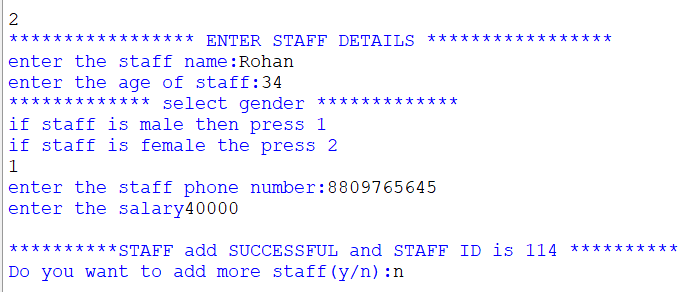 2
***************** ENTER STAFF DETAILS *****************
enter the staff name:Rohan
enter the age of staff:34
************* select gender *************
if staff is male then press 1
if staff is female the press 2
1
enter the staff phone number:8809765645
enter the salary40000
**********STAFF add SUCCESSFUL and STAFF ID is 114 **********
Do you want to add more staff(y/n):n